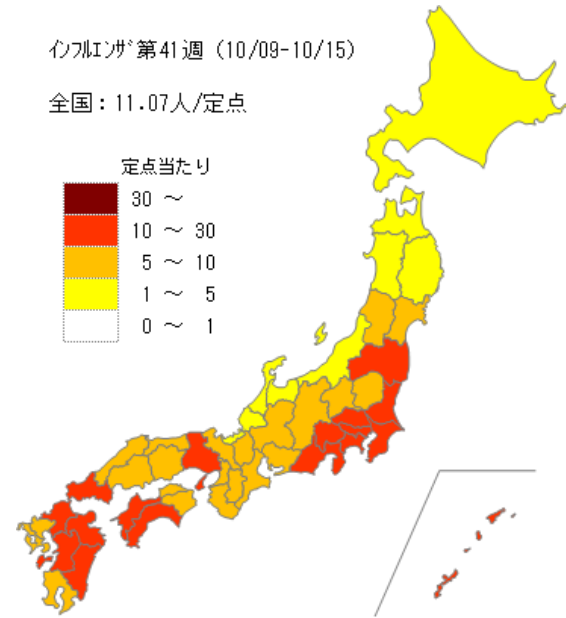 インフルエンザ第41週 (10/09-10/15)
全国：11.07人/定点
定点当たり
30 ～
10 ～ 30
5 ～ 10
1 ～ 5
0 ～ 1